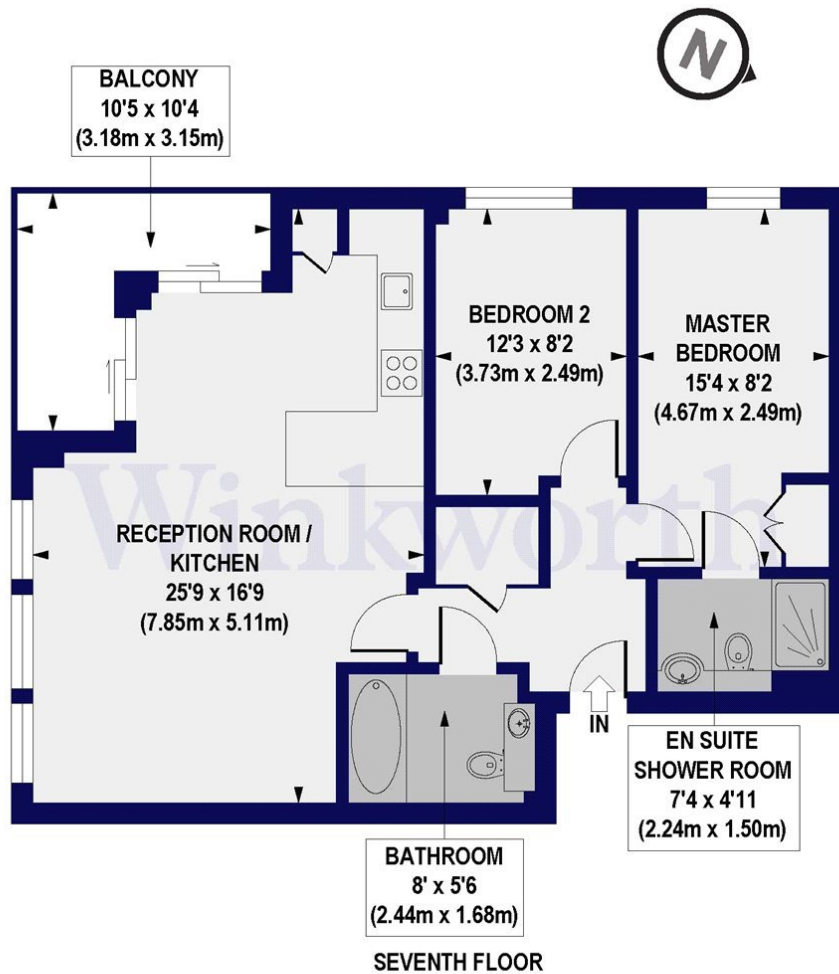 N
BALCONY
10'5 x 10'4
(3.18m x 3.15m)
BEDROOM 2
12'3 x 8'2
(3.73m x 2.49m)
MASTER
BEDROOM
15'4 x 8'2
(4.67m x 2.49m)
Winkworth
RECEPTION ROOM /
KITCHEN
25'9 x 16'9
(7.85m x 5.11m)
IN
EN SUITE
SHOWER ROOM
7'4 x 4'11
(2.24m x 1.50m)
BATHROOM
8' x 5'6
(2.44m x 1.68m)
SEVENTH FLOOR